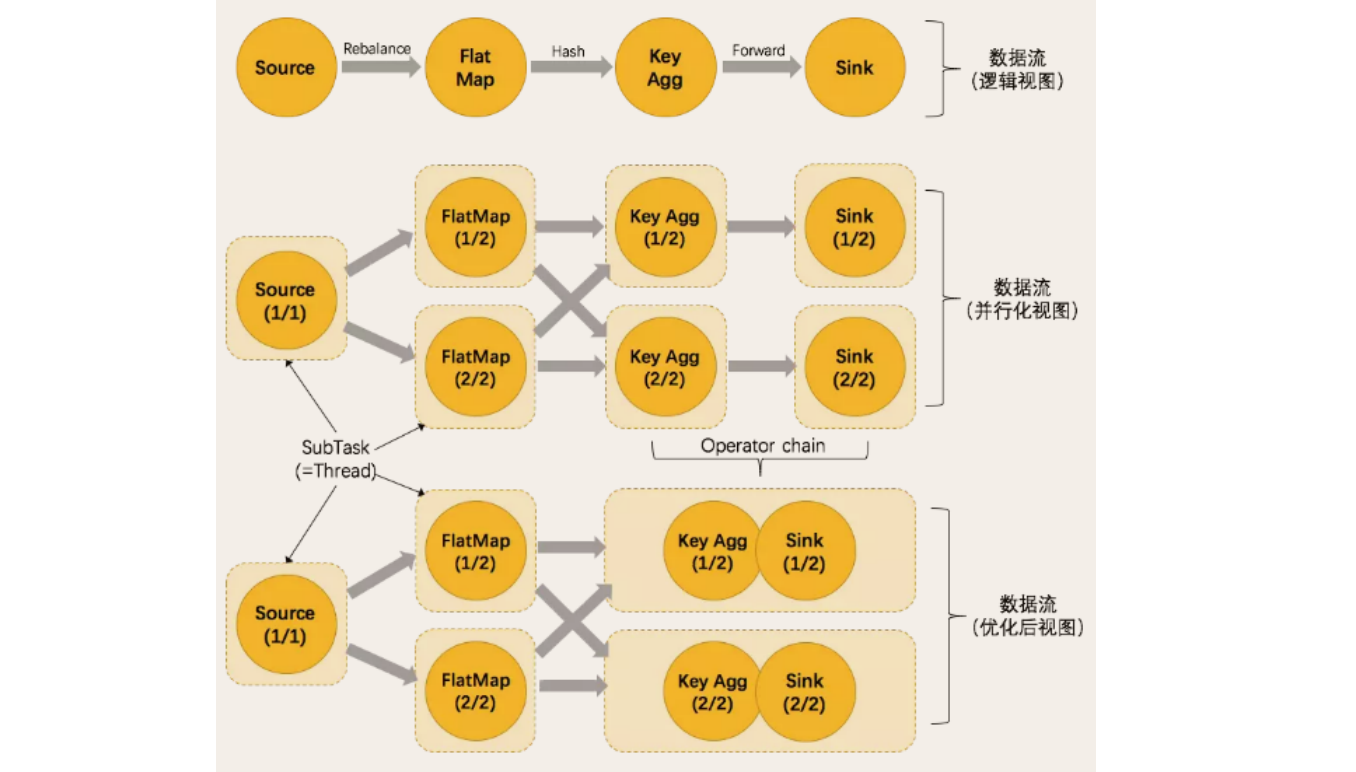 Rebalance
Hash
Forward
Source
Flat
Map
Key
Agg
Sink
数据流
(逻辑视图)
FlatMap
(1/2)
Key Agg
(1/2)
Sink
(1/2)
Source
(1/1)
数据流
(并行化视图)
FlatMap
(2/2)
Key Agg
(2/2)
Sink
(2/2)
SubTask
(=Thread)
Operator chain
FlatMap
(1/2)
Key Agg
(1/2)
Sink
(1/2)
Source
(1/1)
数据流
(优化后视图)
FlatMap
(2/2)
Key Agg
(2/2)
Sink
(2/2)